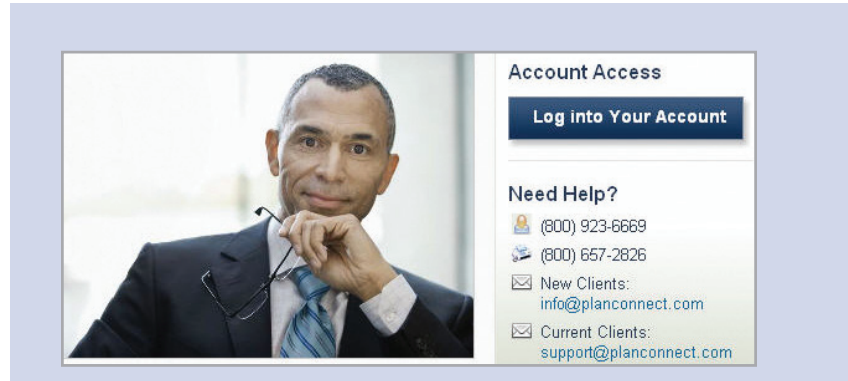 Account Access
Log into Your Account
Need Help?
(800) 923-6669
(800) 657-2826
New Clients:
info@planconnect.com
Current Clients:
support@planconnect.com